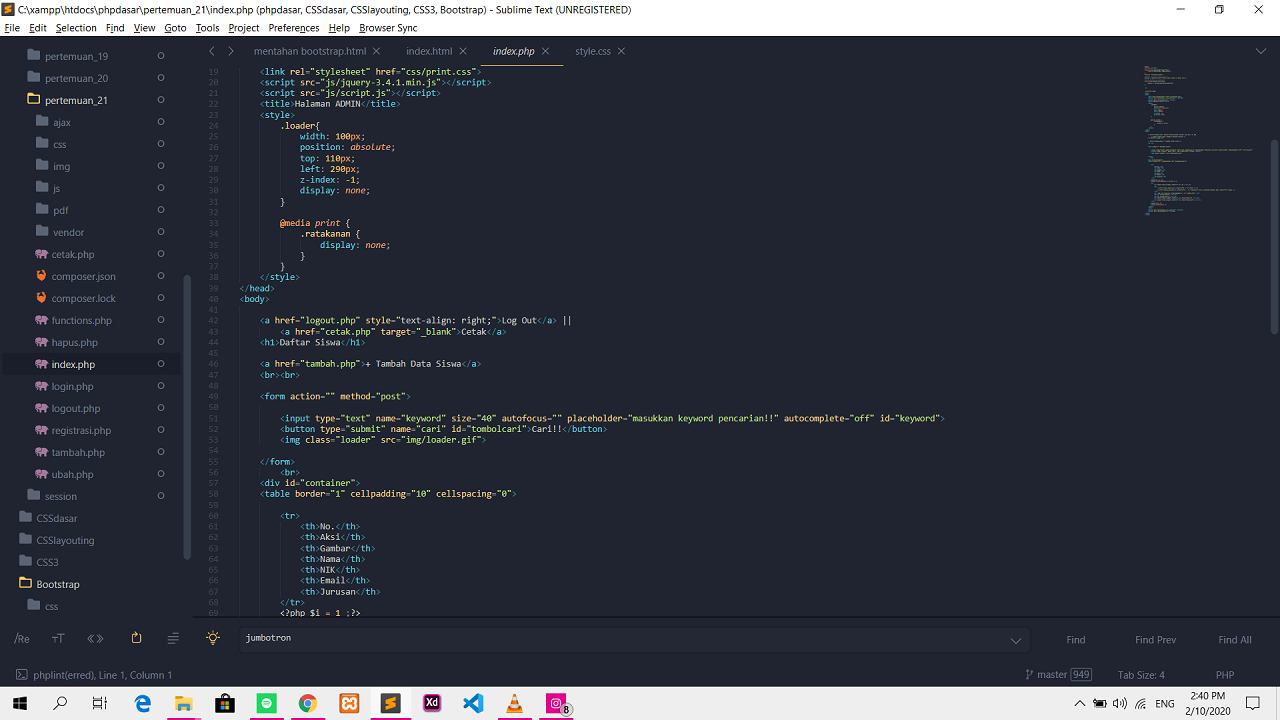 C:\xampp\htdocs\phpdasar\pertemuan_21\index.php (phpdasar, CSSdasar, CSSlayouting, CSS3, Bootstrap) - Sublime Text (UNREGISTERED)
File Edit Selection Find View Goto Tools Project Preferences Help Browser Sync
pertemuan_19
pertemuan_20
pertemuan_21
ajax
css
img
js
pdf
vendor
cetak.php
composer.json
composer.lock
functions.php
hapus.php
index.php
login.php
logout.php
registrasi.php
tambah.php
ubah.php
session
CSSdasar
CSSlayouting
CSS3
Bootstrap
css
mentahan bootstrap.html index.html index.php style.css
19 <link rel="stylesheet" href="css/print.css">
20 <script src="js/jquery-3.4.1.min.js"></script>
21 <script src="js/script.js"></script>
22 <title>Halaman ADMIN</title>
23 <style>
24 .loader{
25 width: 100px;
26 position: absolute;
27 top: 110px;
28 left: 290px;
29 z-index: -1;
30 display: none;
31 }
32
33 @media print {
34 .ratakanan {
35 display: none;
36 }
37 }
38 </style>
39 </head>
40 <body>
41
42 <a href="logout.php" style="text-align: right;">Log Out</a> ||
43 <a href="cetak.php" target="_blank">Cetak</a>
44 <h1>Daftar Siswa</h1>
45
46 <a href="tambah.php">+ Tambah Data Siswa</a>
47 <br><br>
48
49 <form action="" method="post">
50
51 <input type="text" name="keyword" size="40" autofocus="" placeholder="masukkan keyword pencarian!!" autocomplete="off" id="keyword">
52 <button type="submit" name="cari" id="tombolcari">Cari!!</button>
53 <img class="loader" src="img/loader.gif">
54
55 </form>
56 <br>
57 <div id="container">
58 <table border="1" cellpadding="10" cellspacing="0">
59
60 <tr>
61 <th>No.</th>
62 <th>Aksi</th>
63 <th>Gambar</th>
64 <th>Nama</th>
65 <th>NIK</th>
66 <th>Email</th>
67 <th>Jurusan</th>
68 </tr>
69 <?php $i = 1 ;?>
jumbotron
Find Find Prev Find All
phplint(erred), Line 1, Column 1
master 949 Tab Size: 4 PHP
Xd
8
ENG
2:40 PM
2/10/2020